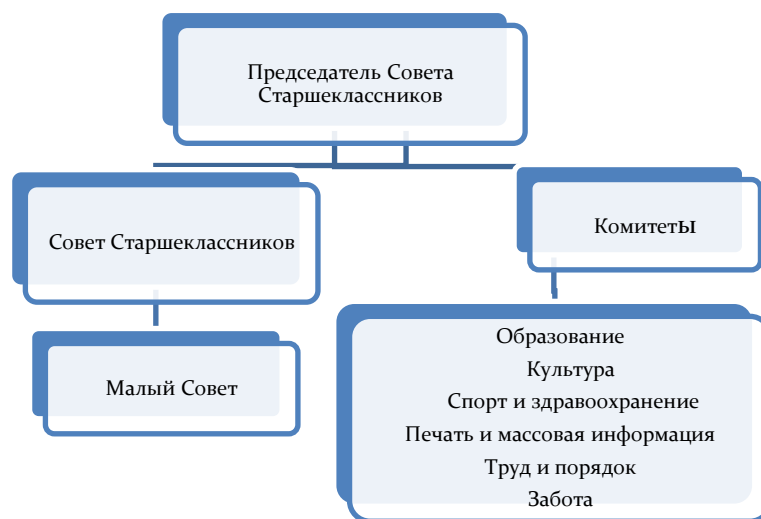 Председатель Совета
Старшеклассников
Совет Старшеклассников
Комитеты
Малый Совет
Образование
Культура
Спорт и здравоохранение
Печать и массовая информация
Труд и порядок
Забота